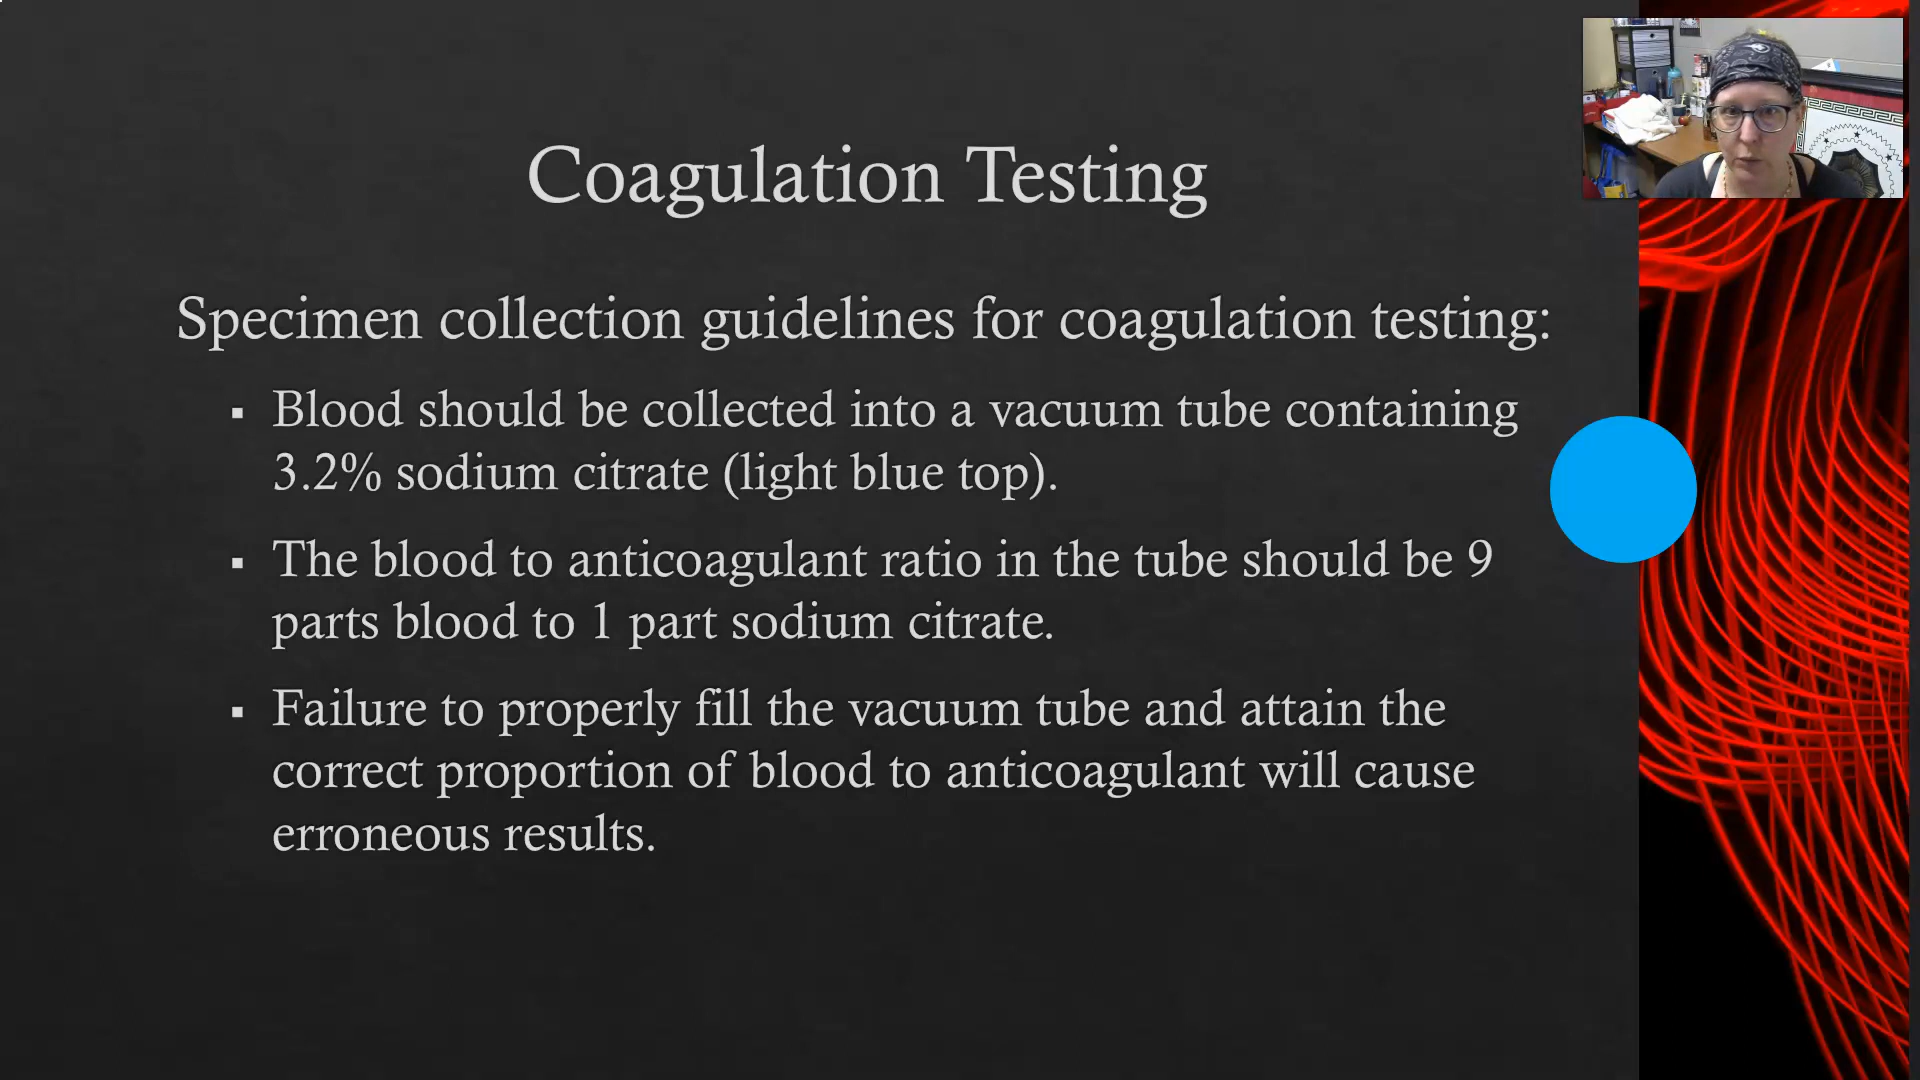 Coagulation Testing
Specimen collection guidelines for coagulation testing:
▪ Blood should be collected into a vacuum tube containing
3.2% sodium citrate (light blue top).
▪ The blood to anticoagulant ratio in the tube should be 9
parts blood to 1 part sodium citrate.
▪ Failure to properly fill the vacuum tube and attain the
correct proportion of blood to anticoagulant will cause
erroneous results.